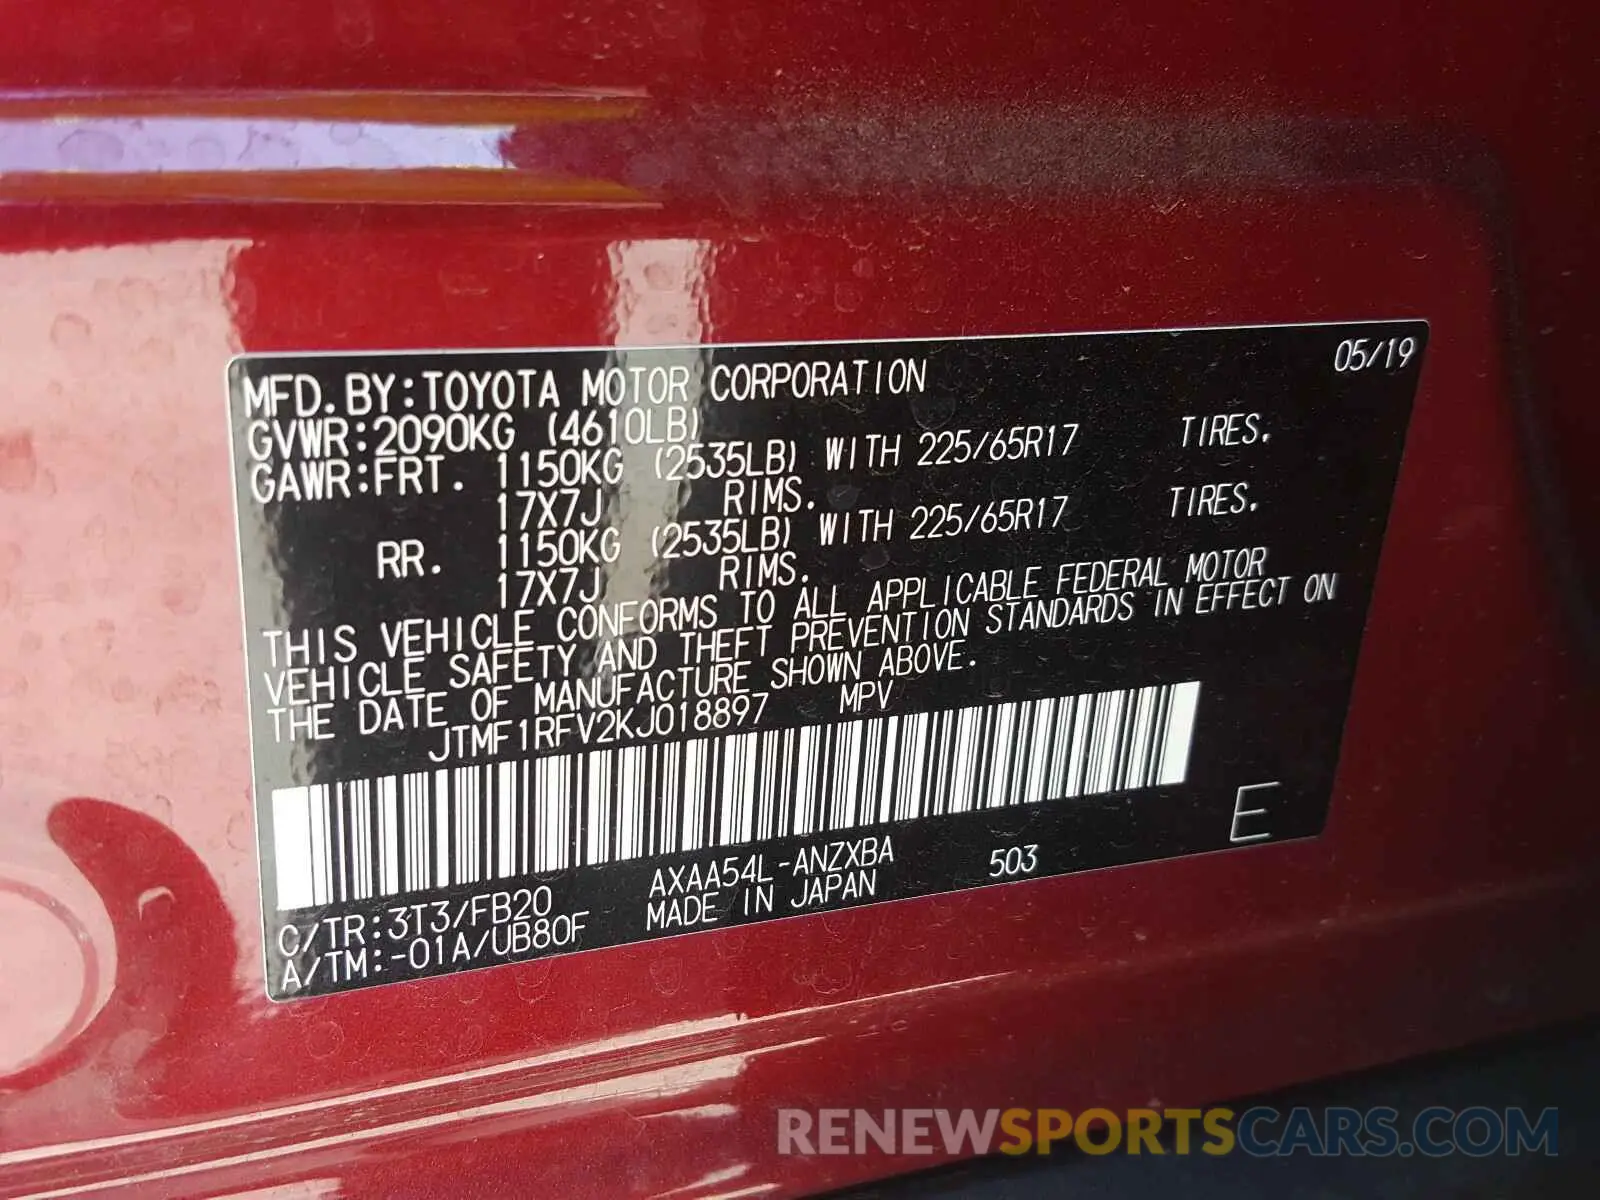 05/19
MFD. BY:TOYOTA MOTOR CORPORATION
GVWR:2090KG (4610LB)
GAWR:FRT. 1150KG (2535LB) WITH 225/65R17 TIRES.
17X7J RIMS.
RR. 1150KG (2535LB) WITH 225/65R17 TIRES.
17X7J RIMS.
THIS VEHICLE CONFORMS TO ALL APPLICABLE FEDERAL MOTOR
VEHICLE SAFETY AND THEFT PREVENTION STANDARDS IN EFFECT ON
THE DATE OF MANUFACTURE SHOWN ABOVE.
JTMF1RFV2KJ018897 MPV
E
C/TR:3T3/FB20 AXAA54L-ANZXBA 503
A/TM:-01A/UB80F MADE IN JAPAN
RENEWSPORTSCARS.COM